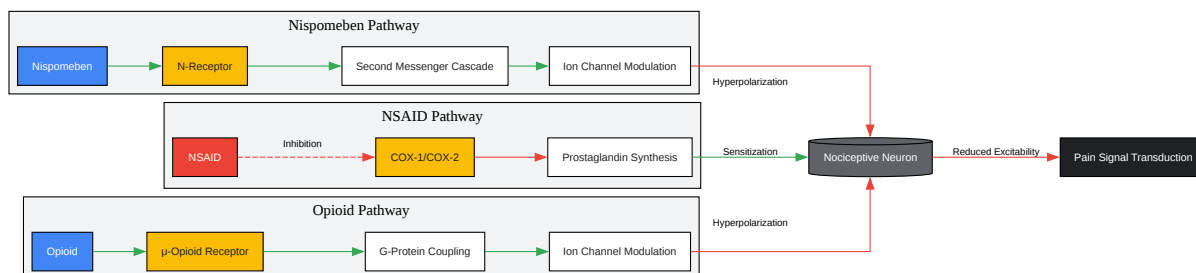 Nispomeben Pathway
Nispomeben
N-Receptor
Second Messenger Cascade
Ion Channel Modulation
Hyperpolarization
NSAID Pathway
NSAID
Inhibition
COX-1/COX-2
Prostaglandin Synthesis
Sensitization
Nociceptive Neuron
Reduced Excitability
Pain Signal Transduction
Opioid Pathway
Opioid
μ-Opioid Receptor
G-Protein Coupling
Ion Channel Modulation
Hyperpolarization